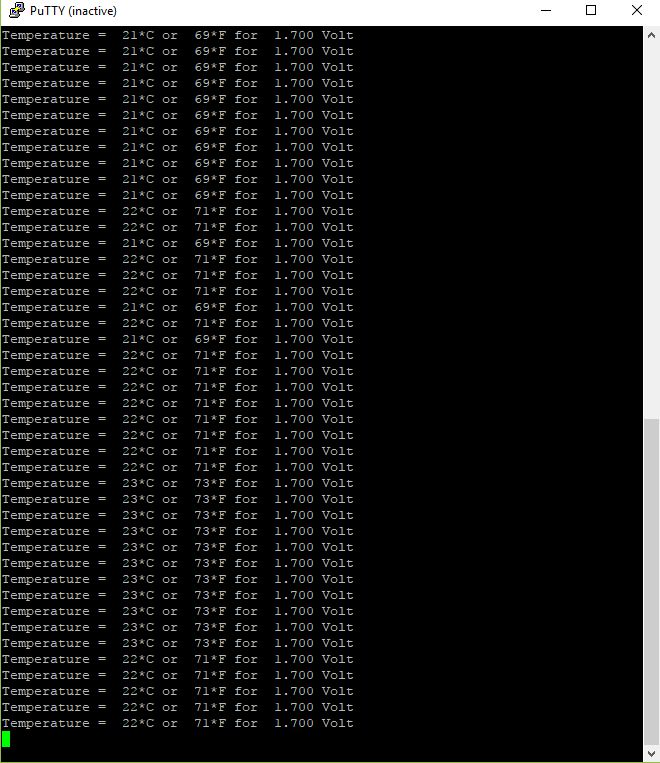 PuTTY (inactive)
Temperature =  21*C or  69*F for  1.700 Volt
Temperature =  21*C or  69*F for  1.700 Volt
Temperature =  21*C or  69*F for  1.700 Volt
Temperature =  21*C or  69*F for  1.700 Volt
Temperature =  21*C or  69*F for  1.700 Volt
Temperature =  21*C or  69*F for  1.700 Volt
Temperature =  21*C or  69*F for  1.700 Volt
Temperature =  21*C or  69*F for  1.700 Volt
Temperature =  21*C or  69*F for  1.700 Volt
Temperature =  21*C or  69*F for  1.700 Volt
Temperature =  21*C or  69*F for  1.700 Volt
Temperature =  22*C or  71*F for  1.700 Volt
Temperature =  22*C or  71*F for  1.700 Volt
Temperature =  21*C or  69*F for  1.700 Volt
Temperature =  22*C or  71*F for  1.700 Volt
Temperature =  22*C or  71*F for  1.700 Volt
Temperature =  22*C or  71*F for  1.700 Volt
Temperature =  21*C or  69*F for  1.700 Volt
Temperature =  22*C or  71*F for  1.700 Volt
Temperature =  21*C or  69*F for  1.700 Volt
Temperature =  22*C or  71*F for  1.700 Volt
Temperature =  22*C or  71*F for  1.700 Volt
Temperature =  22*C or  71*F for  1.700 Volt
Temperature =  22*C or  71*F for  1.700 Volt
Temperature =  22*C or  71*F for  1.700 Volt
Temperature =  22*C or  71*F for  1.700 Volt
Temperature =  22*C or  71*F for  1.700 Volt
Temperature =  22*C or  71*F for  1.700 Volt
Temperature =  23*C or  73*F for  1.700 Volt
Temperature =  23*C or  73*F for  1.700 Volt
Temperature =  23*C or  73*F for  1.700 Volt
Temperature =  23*C or  73*F for  1.700 Volt
Temperature =  23*C or  73*F for  1.700 Volt
Temperature =  23*C or  73*F for  1.700 Volt
Temperature =  23*C or  73*F for  1.700 Volt
Temperature =  23*C or  73*F for  1.700 Volt
Temperature =  23*C or  73*F for  1.700 Volt
Temperature =  23*C or  73*F for  1.700 Volt
Temperature =  23*C or  73*F for  1.700 Volt
Temperature =  22*C or  71*F for  1.700 Volt
Temperature =  22*C or  71*F for  1.700 Volt
Temperature =  22*C or  71*F for  1.700 Volt
Temperature =  22*C or  71*F for  1.700 Volt
Temperature =  22*C or  71*F for  1.700 Volt